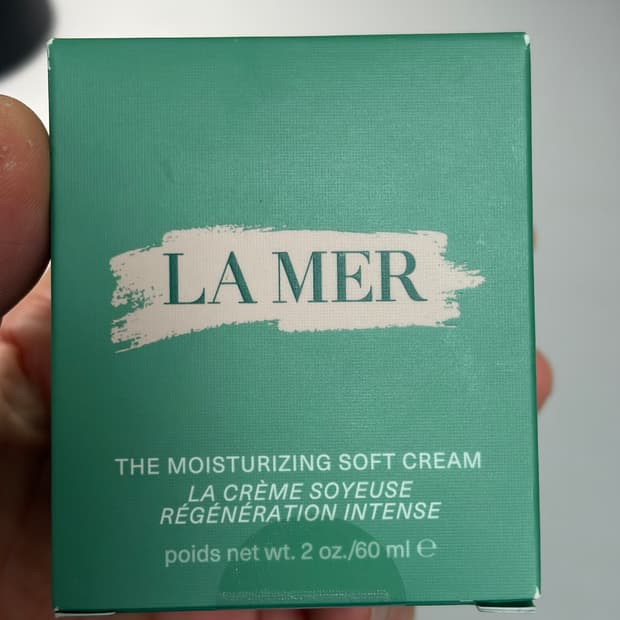 LA MER
THE MOISTURIZING SOFT CREAM
LA CRÈME SOYEUSE
RÉGÉNÉRATION INTENSE
poids net wt. 2 oz./60 ml ℮